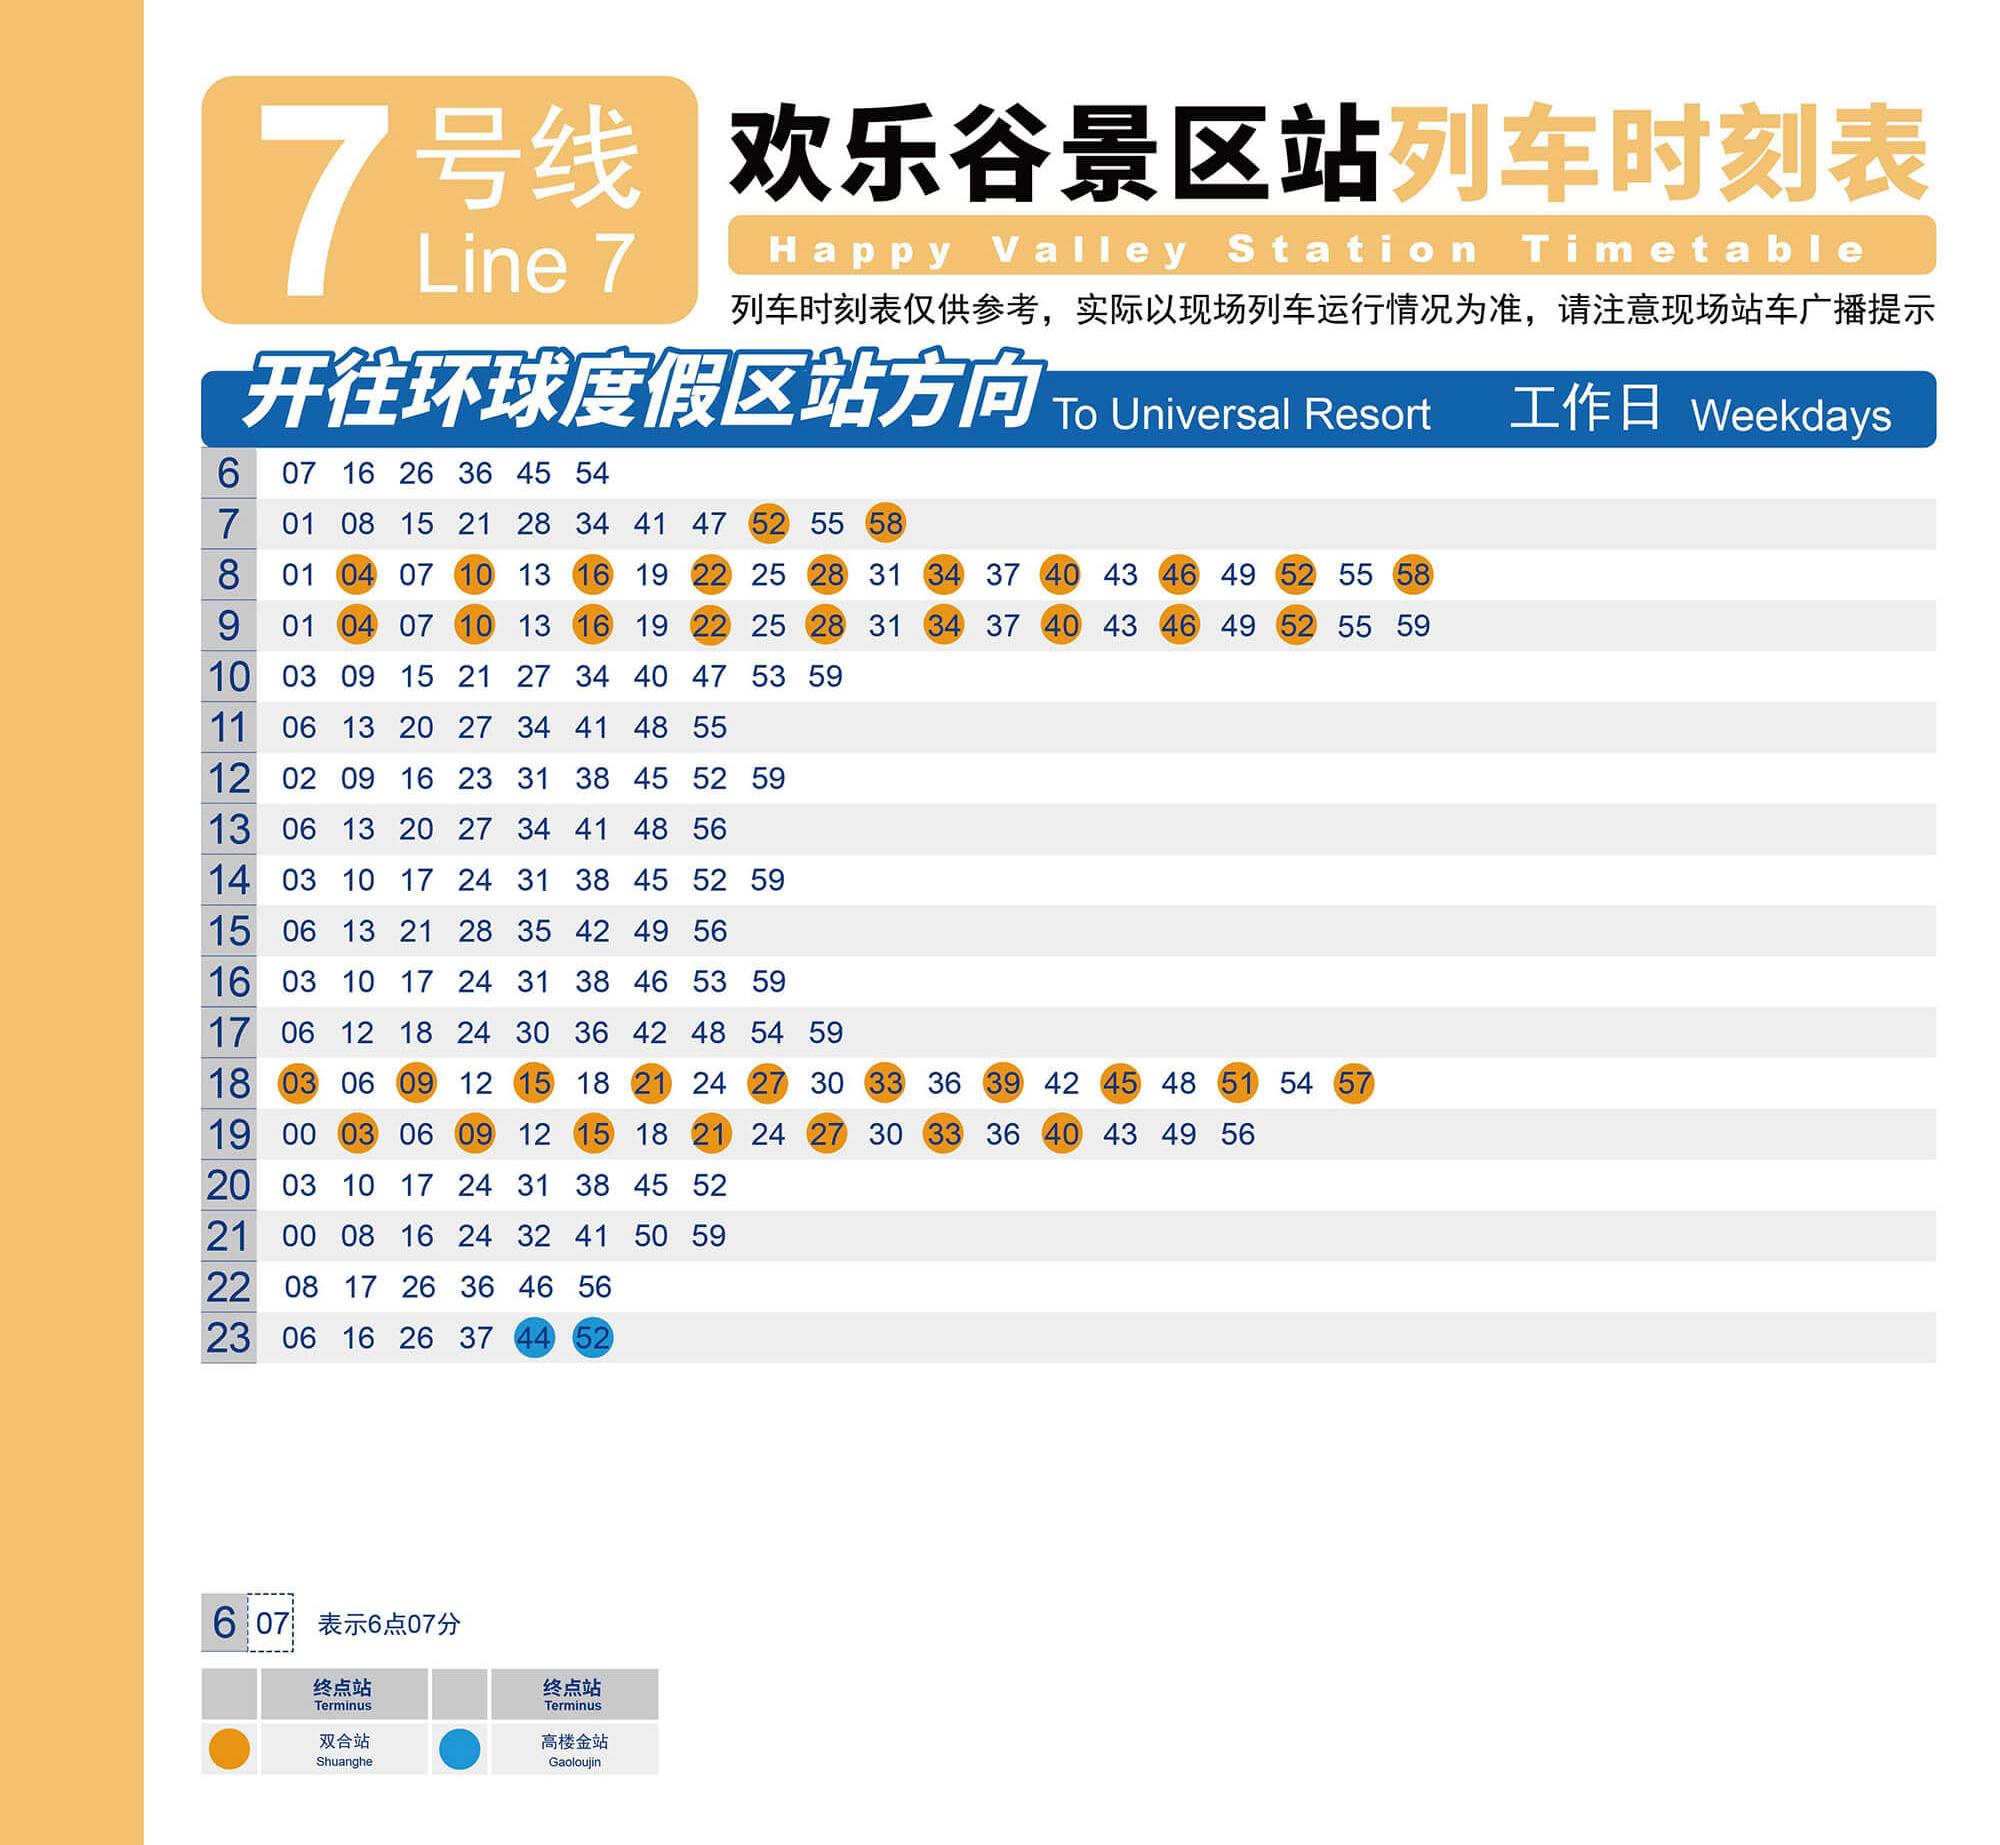 7 号线
Line 7
欢乐谷景区站列车时刻表
Happy Valley Station Timetable
列车时刻表仅供参考，实际以现场列车运行情况为准，请注意现场站车广播提示
开往环球度假区站方向 To Universal Resort 工作日 Weekdays
6 07 16 26 36 45 54
7 01 08 15 21 28 34 41 47 52 55 58
8 01 04 07 10 13 16 19 22 25 28 31 34 37 40 43 46 49 52 55 58
9 01 04 07 10 13 16 19 22 25 28 31 34 37 40 43 46 49 52 55 59
10 03 09 15 21 27 34 40 47 53 59
11 06 13 20 27 34 41 48 55
12 02 09 16 23 31 38 45 52 59
13 06 13 20 27 34 41 48 56
14 03 10 17 24 31 38 45 52 59
15 06 13 21 28 35 42 49 56
16 03 10 17 24 31 38 46 53 59
17 06 12 18 24 30 36 42 48 54 59
18 03 06 09 12 15 18 21 24 27 30 33 36 39 42 45 48 51 54 57
19 00 03 06 09 12 15 18 21 24 27 30 33 36 40 43 49 56
20 03 10 17 24 31 38 45 52
21 00 08 16 24 32 41 50 59
22 08 17 26 36 46 56
23 06 16 26 37 44 52
6 07 表示6点07分
终点站 终点站
Terminus Terminus
双合站 高楼金站
Shuanghe Gaoloujin